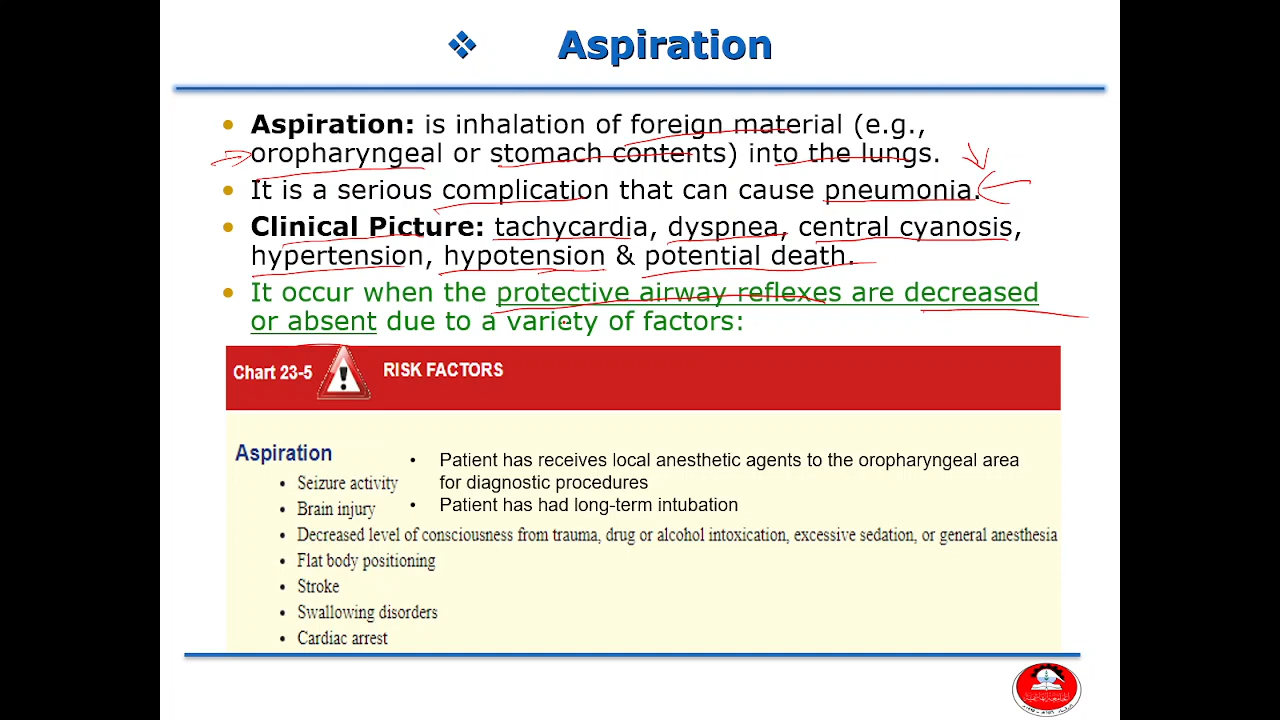 ❖ Aspiration
• Aspiration: is inhalation of foreign material (e.g.,
oropharyngeal or stomach contents) into the lungs.
• It is a serious complication that can cause pneumonia.
• Clinical Picture: tachycardia, dyspnea, central cyanosis,
hypertension, hypotension & potential death.
• It occur when the protective airway reflexes are decreased
or absent due to a variety of factors:
Chart 23-5 ! RISK FACTORS
Aspiration
• Patient has receives local anesthetic agents to the oropharyngeal area
for diagnostic procedures
• Patient has had long-term intubation
• Seizure activity
• Brain injury
• Decreased level of consciousness from trauma, drug or alcohol intoxication, excessive sedation, or general anesthesia
• Flat body positioning
• Stroke
• Swallowing disorders
• Cardiac arrest